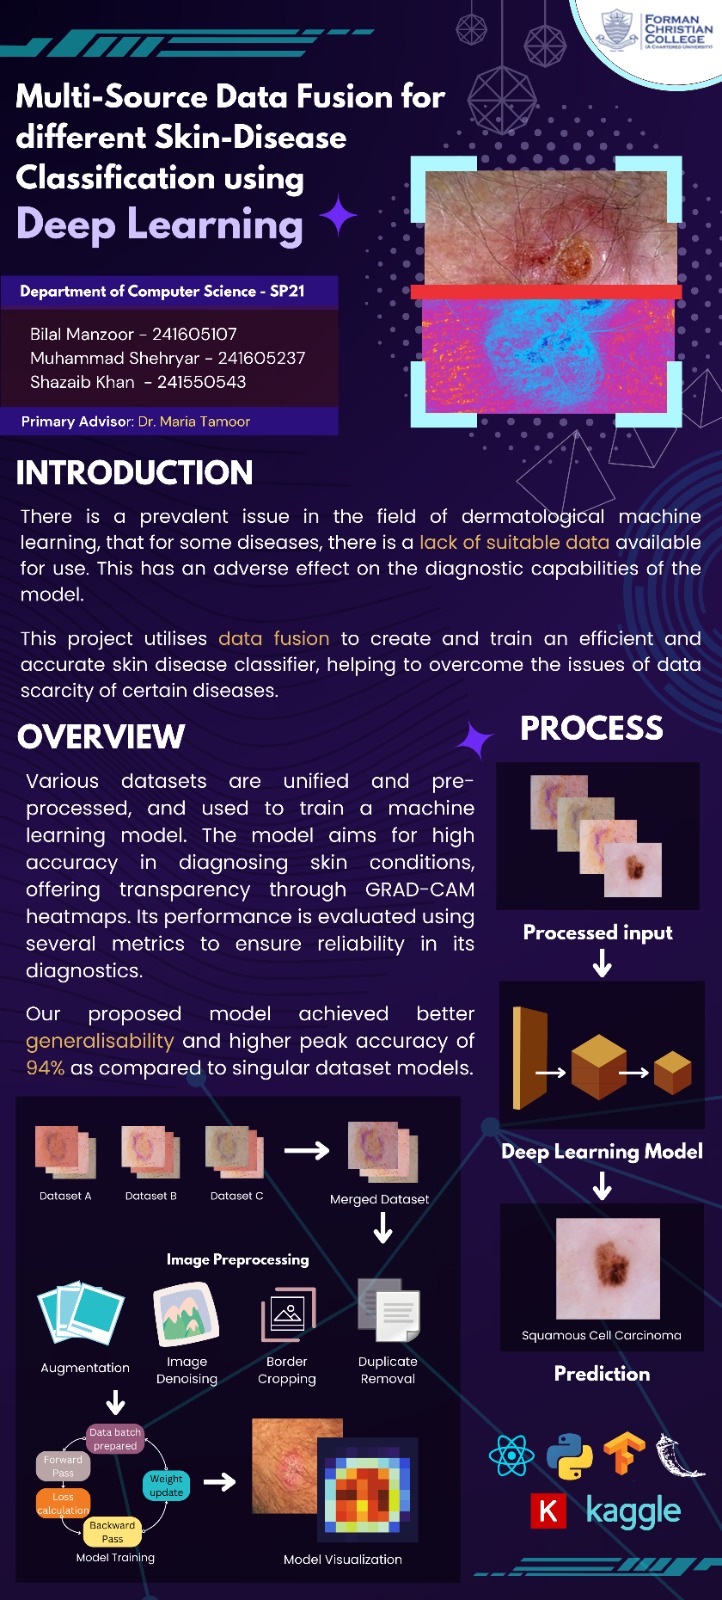 FORMAN
CHRISTIAN
COLLEGE
(A CHARTERED UNIVERSITY)
Multi-Source Data Fusion for
different Skin-Disease
Classification using
Deep Learning
Department of Computer Science - SP21
Bilal Manzoor - 241605107
Muhammad Shehryar - 241605237
Shazaib Khan - 241550543
Primary Advisor: Dr. Maria Tamoor
INTRODUCTION
There is a prevalent issue in the field of dermatological machine
learning, that for some diseases, there is a lack of suitable data available
for use. This has an adverse effect on the diagnostic capabilities of the
model.
This project utilises data fusion to create and train an efficient and
accurate skin disease classifier, helping to overcome the issues of data
scarcity of certain diseases.
OVERVIEW
Various datasets are unified and pre-
processed, and used to train a machine
learning model. The model aims for high
accuracy in diagnosing skin conditions,
offering transparency through GRAD-CAM
heatmaps. Its performance is evaluated using
several metrics to ensure reliability in its
diagnostics.
Our proposed model achieved better
generalisability and higher peak accuracy of
94% as compared to singular dataset models.
Dataset A
Dataset B
Dataset C
Merged Dataset
Image Preprocessing
Augmentation
Image
Denoising
Border
Cropping
Duplicate
Removal
Data batch
prepared
Forward
Pass
Weight
update
Loss
calculation
Backward
Pass
Model Training
Model Visualization
PROCESS
Processed input
Deep Learning Model
Squamous Cell Carcinoma
Prediction
K
kaggle